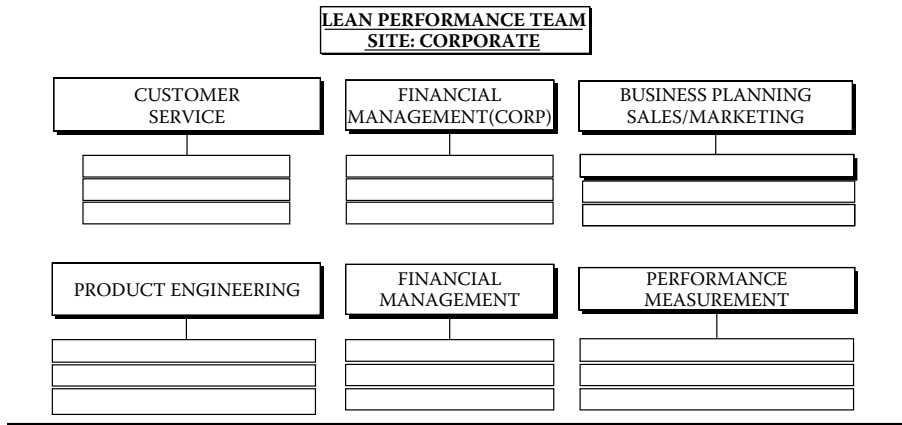 LEAN PERFORMANCE TEAM
SITE: CORPORATE
CUSTOMER
SERVICE
FINANCIAL
MANAGEMENT(CORP)
BUSINESS PLANNING
SALES/MARKETING
PRODUCT ENGINEERING
FINANCIAL
MANAGEMENT
PERFORMANCE
MEASUREMENT